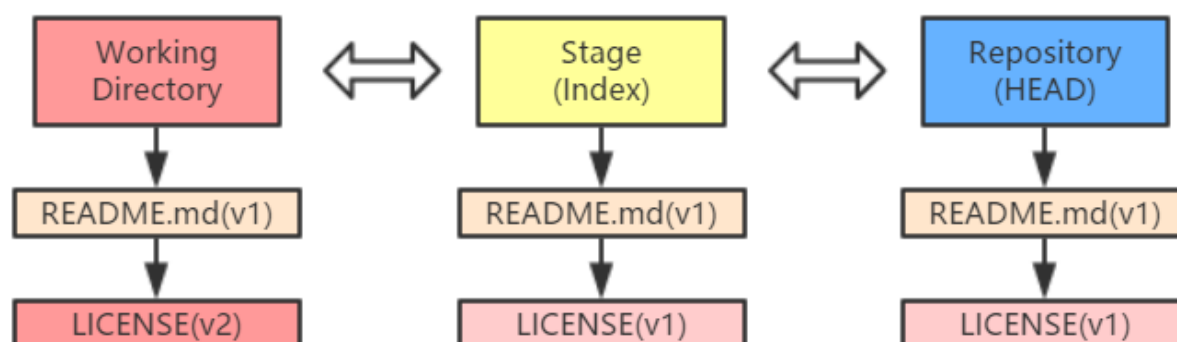 Working
Directory
Stage
(Index)
Repository
(HEAD)
README.md(v1)
README.md(v1)
README.md(v1)
LICENSE(v2)
LICENSE(v1)
LICENSE(v1)